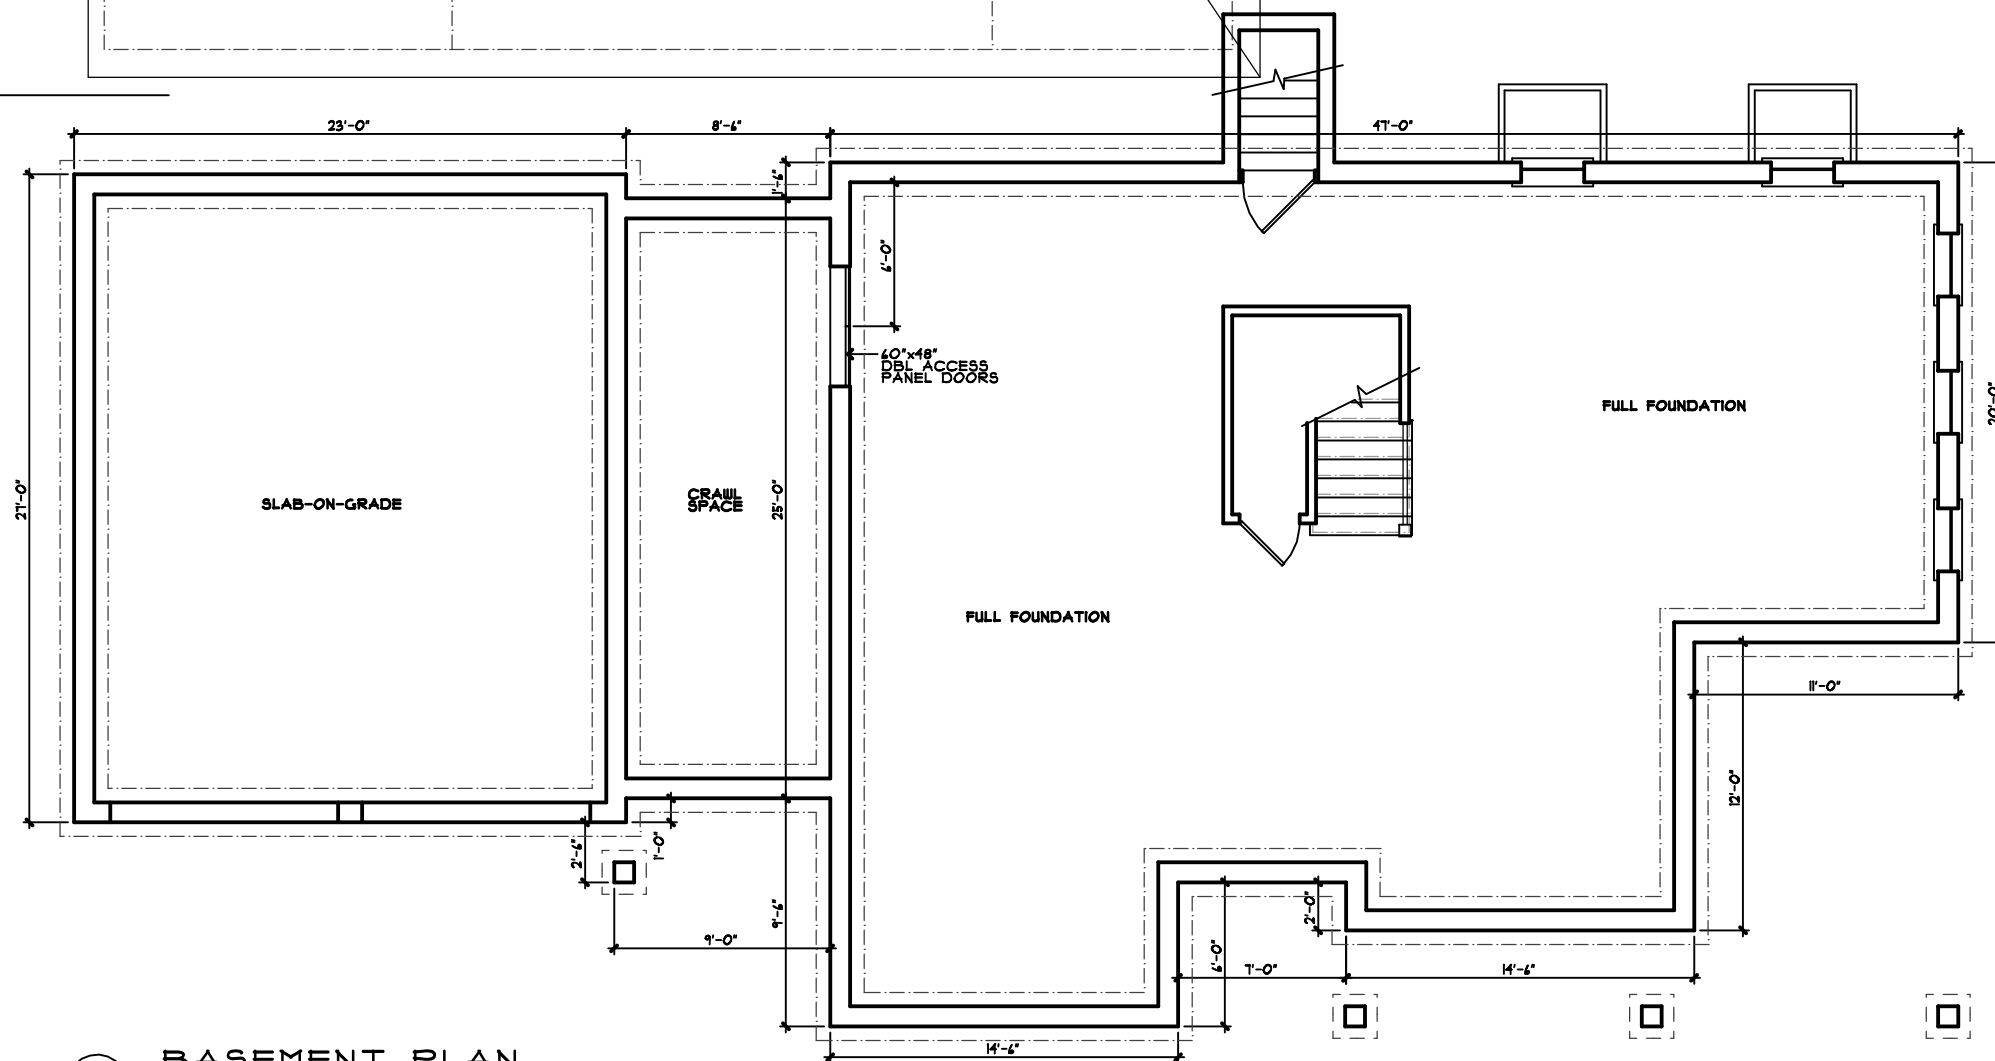 23'-0"
8'-6"
47'-0"
1'-6"
6'-0"
60"x48"
DBL ACCESS
PANEL DOORS
20'-0"
FULL FOUNDATION
27'-0"
SLAB-ON-GRADE
CRAWL
SPACE
25'-0"
FULL FOUNDATION
11'-0"
12'-0"
2'-6"
1'-0"
9'-6"
2'-0"
9'-0"
6'-0"
7'-0"
14'-6"
14'-6"
BASEMENT PLAN